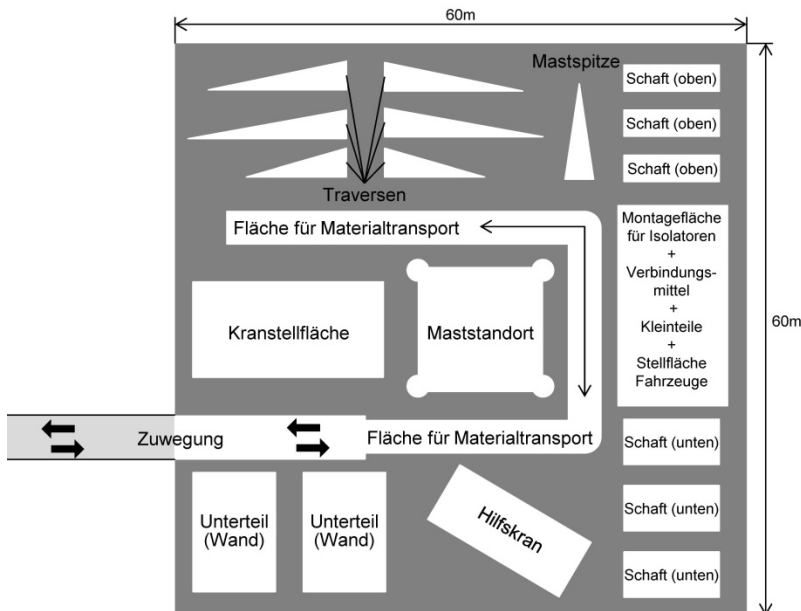 60m
Mastspitze
Schaft (oben)
Schaft (oben)
Schaft (oben)
Traversen
Fläche für Materialtransport
Montagefläche
für Isolatoren
+
Verbindungs-
mittel
+
Kleinteile
+
Stellfläche
Fahrzeuge
60m
Kranstellfläche
Maststandort
Zuwegung
Fläche für Materialtransport
Schaft (unten)
Unterteil
(Wand)
Unterteil
(Wand)
Hilfskran
Schaft (unten)
Schaft (unten)